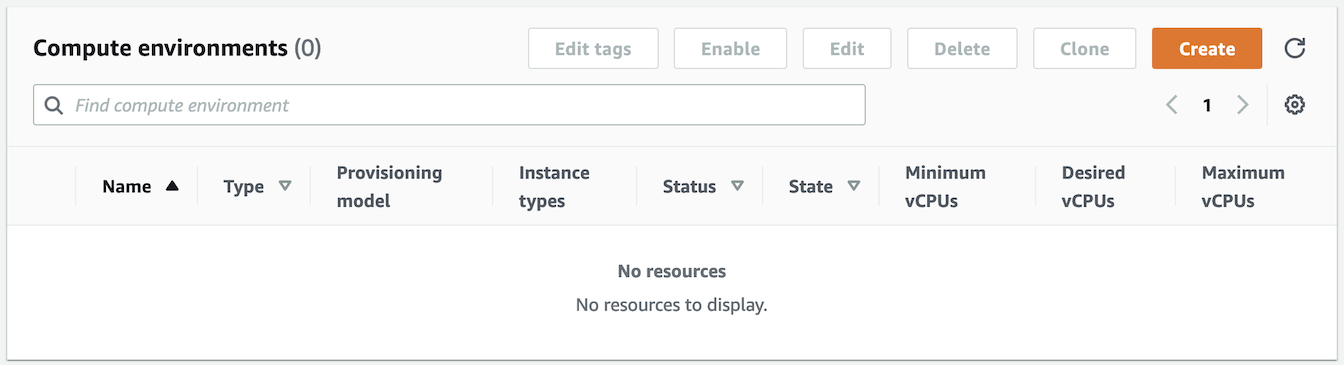 Compute environments (0)
Edit tags
Enable
Edit
Delete
Clone
Create
Find compute environment
1
Name
Type
Provisioning
model
Instance
types
Status
State
Minimum
vCPUs
Desired
vCPUs
Maximum
vCPUs
No resources
No resources to display.